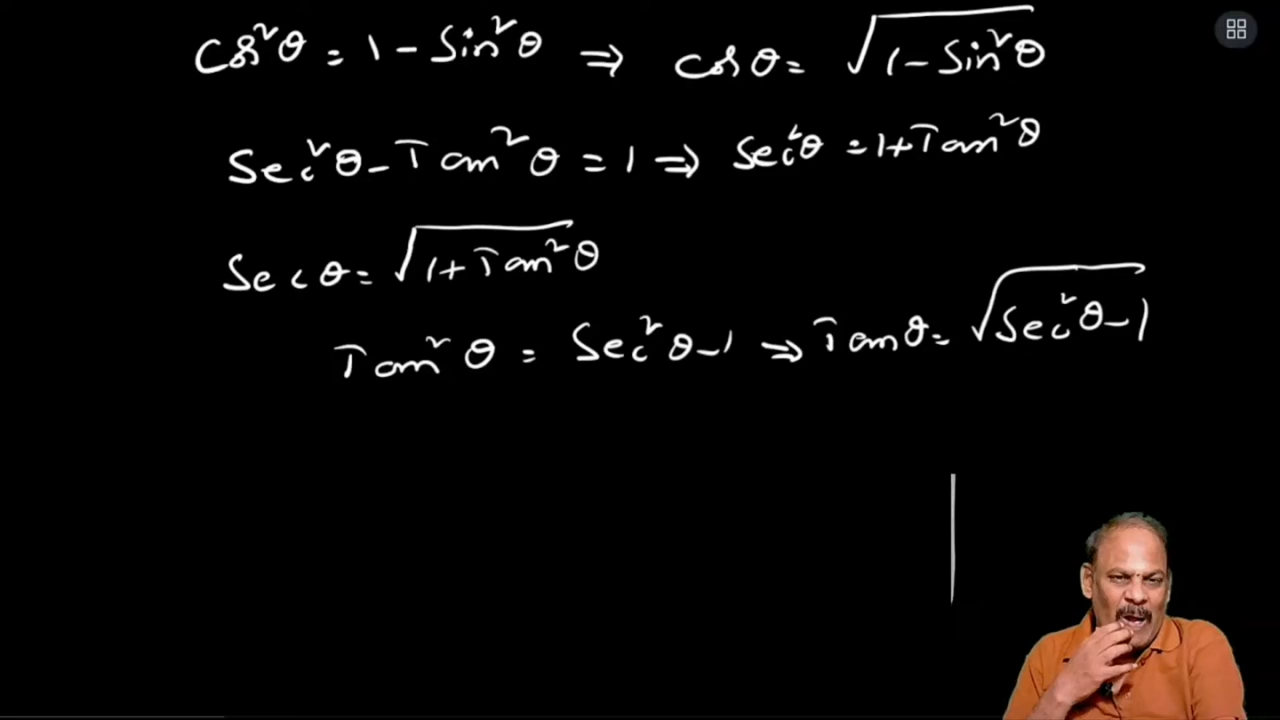 Cos²θ = 1 - Sin²θ ⇒ Cosθ = √(1 - Sin²θ)
Sec²θ - Tan²θ = 1 ⇒ Sec²θ = 1 + Tan²θ
Secθ = √(1 + Tan²θ)
Tan²θ = Sec²θ - 1 ⇒ Tanθ = √(Sec²θ - 1)